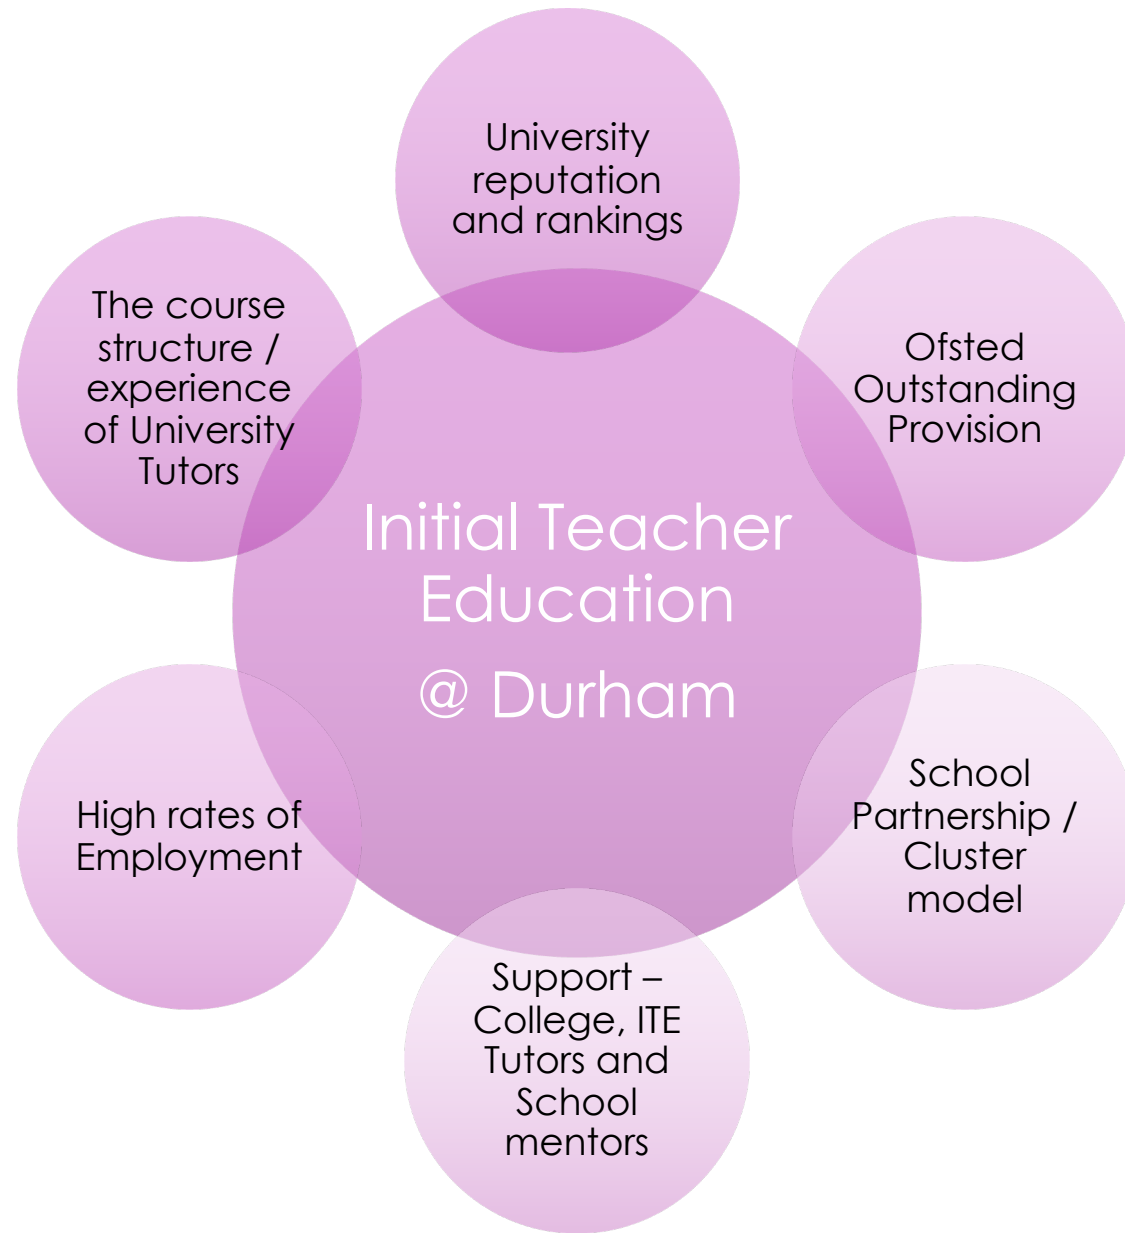 University
reputation
and rankings
Ofsted
Outstanding
Provision
School
Partnership /
Cluster
model
Support –
College, ITE
Tutors and
School
mentors
High rates of
Employment
The course
structure /
experience
of University
Tutors
Initial Teacher
Education
@ Durham